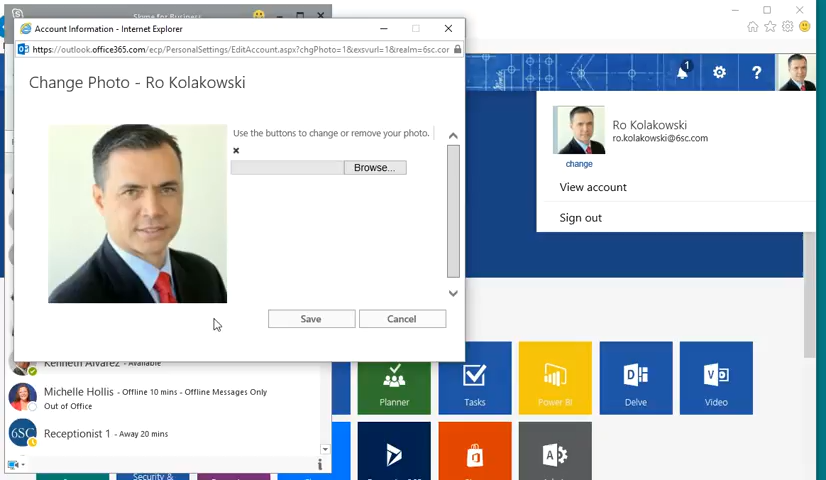 Skype for Business
Account Information - Internet Explorer
https://outlook.office365.com/ecp/PersonalSettings/EditAccount.aspx?chgPhoto=1&exsvurl=1&realm=6sc.cor
Change Photo - Ro Kolakowski
Use the buttons to change or remove your photo.
Browse...
Save
Cancel
1
?
Ro Kolakowski
ro.kolakowski@6sc.com
change
View account
Sign out
Kenneth Alvarez - Available
Michelle Hollis - Offline 10 mins - Offline Messages Only
Out of Office
6SC
Receptionist 1 - Away 20 mins
Planner
Tasks
Power BI
Delve
Video
Security &